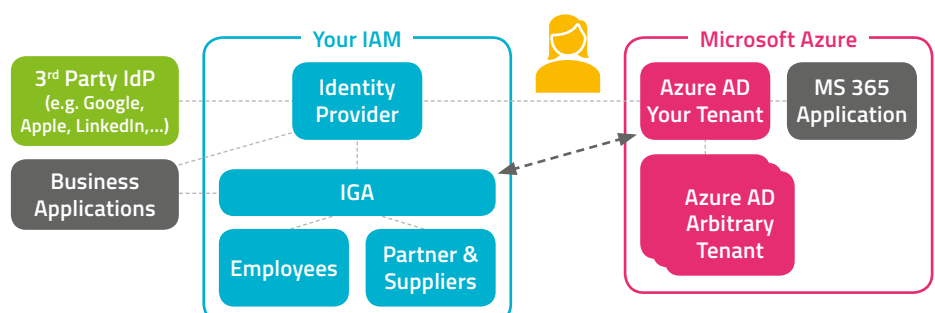 Your IAM
Microsoft Azure
3rd Party IdP
(e.g. Google,
Apple, LinkedIn,...)
Identity
Provider
Azure AD
Your Tenant
MS 365
Application
Business
Applications
IGA
Azure AD
Arbitrary
Tenant
Employees
Partner &
Suppliers